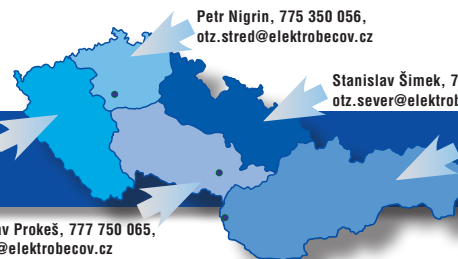 Petr Nigrin, 775 350 056,
otz.stred@elektrobecov.cz
Stanislav Šimek, 7
otz.sever@elektrob
av Prokeš, 777 750 065,
@elektrobecov.cz